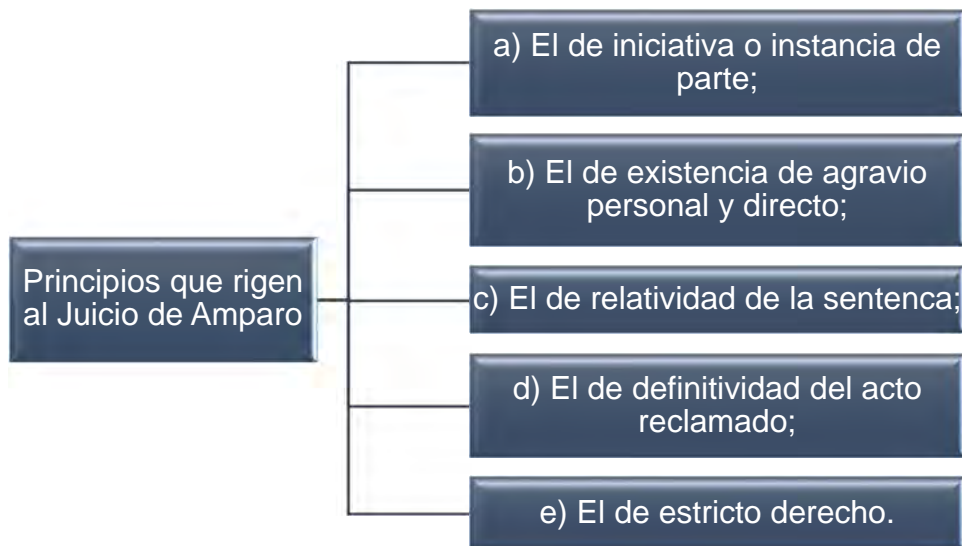 a) El de iniciativa o instancia de
parte;
b) El de existencia de agravio
personal y directo;
Principios que rigen
al Juicio de Amparo
c) El de relatividad de la sentenca;
d) El de definitividad del acto
reclamado;
e) El de estricto derecho.